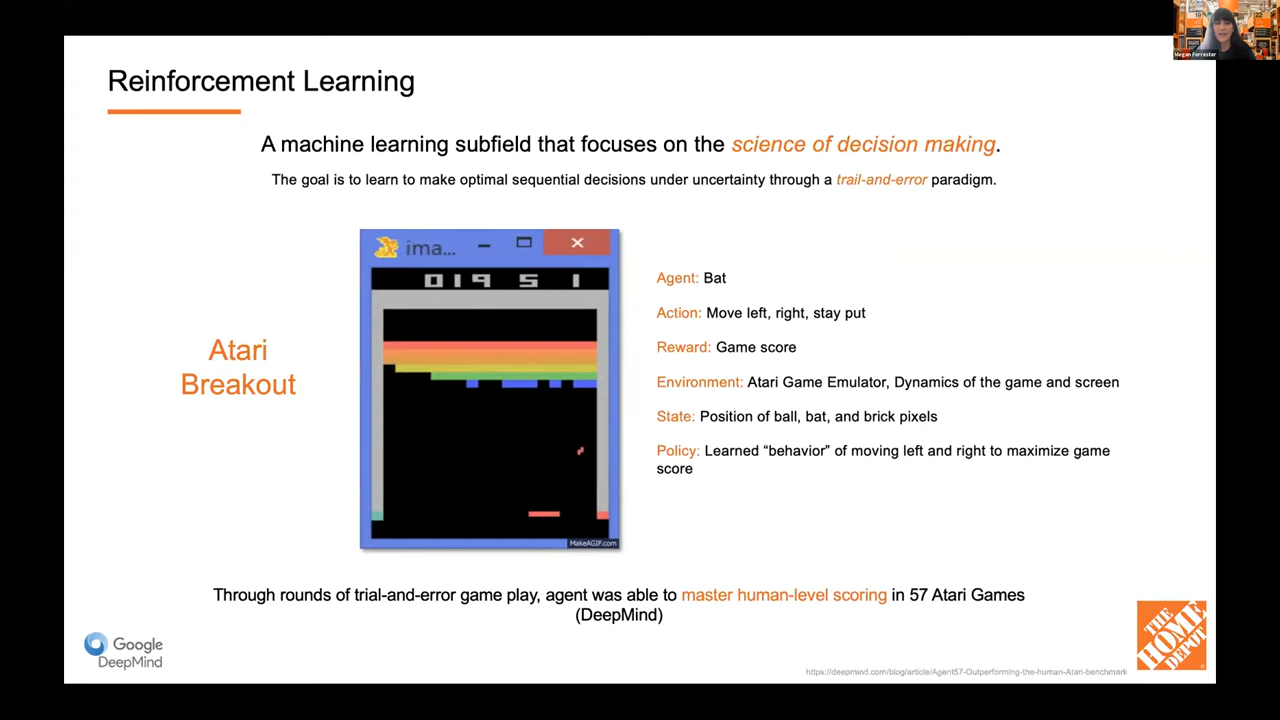 Megan Forrester
Reinforcement Learning
A machine learning subfield that focuses on the science of decision making.
The goal is to learn to make optimal sequential decisions under uncertainty through a trail-and-error paradigm.
ima...
019 5 1
Atari
Breakout
MakeAGIF.com
Agent: Bat
Action: Move left, right, stay put
Reward: Game score
Environment: Atari Game Emulator, Dynamics of the game and screen
State: Position of ball, bat, and brick pixels
Policy: Learned “behavior” of moving left and right to maximize game
score
Through rounds of trial-and-error game play, agent was able to master human-level scoring in 57 Atari Games
(DeepMind)
Google
DeepMind
THE
HOME
DEPOT
https://deepmind.com/blog/article/Agent57-Outperforming-the-human-Atari-benchmark